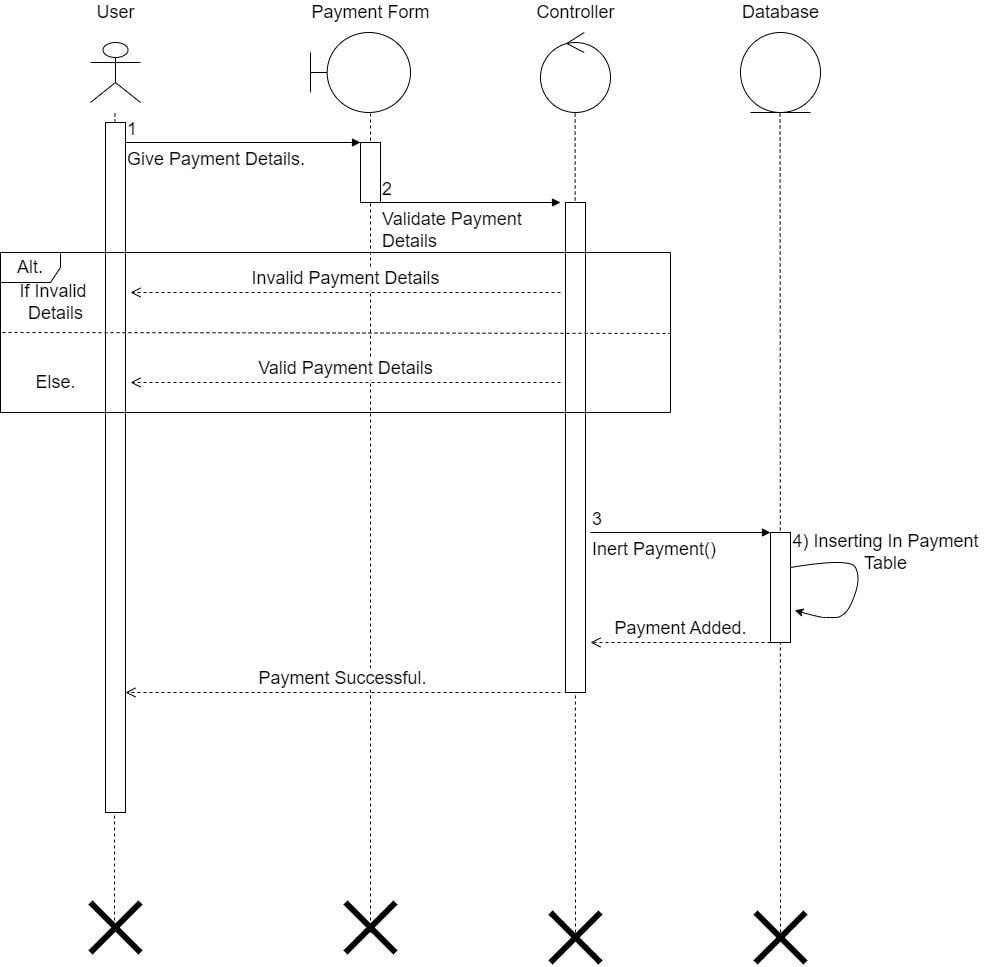 User
Payment Form
Controller
Database
1
Give Payment Details.
2
Validate Payment
Details
Alt.
If Invalid
Details
Invalid Payment Details
Else.
Valid Payment Details
3
Inert Payment()
4) Inserting In Payment
Table
Payment Added.
Payment Successful.